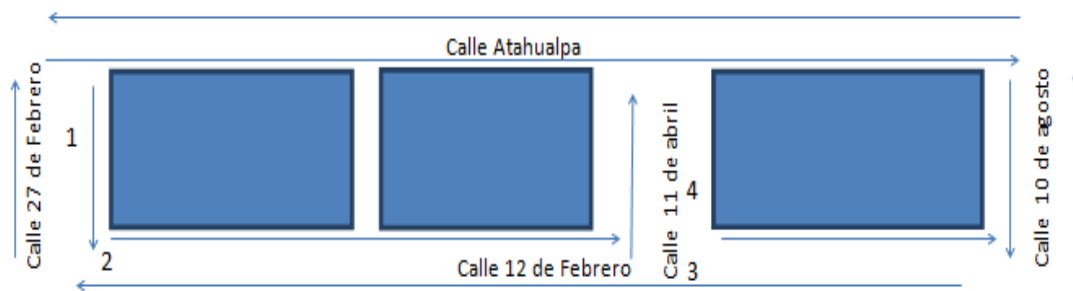 Calle Atahualpa
Calle 27 de Febrero
1
2
Calle 12 de Febrero
Calle 11 de abril
4
3
Calle 10 de agosto